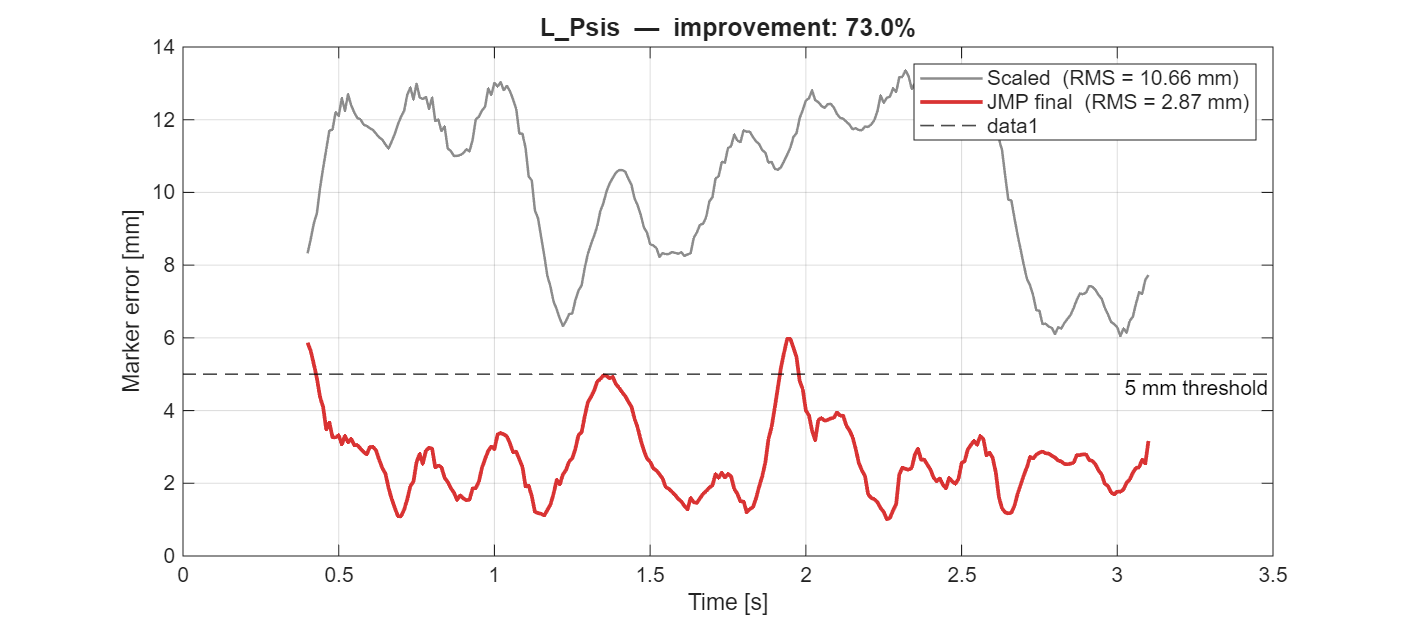 L_Psis — improvement: 73.0%
Marker error [mm]
14
12
10
8
6
4
2
0
Scaled (RMS = 10.66 mm)
JMP final (RMS = 2.87 mm)
data1
5 mm threshold
0 0.5 1 1.5 2 2.5 3 3.5
Time [s]